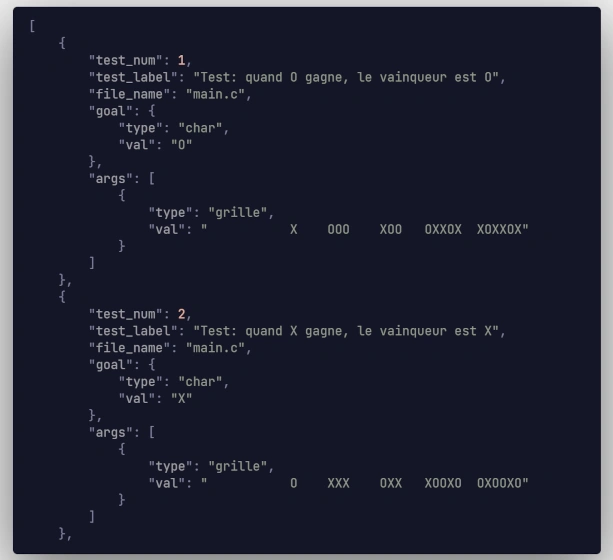 [
    {
        "test_num": 1,
        "test_label": "Test: quand O gagne, le vainqueur est O",
        "file_name": "main.c",
        "goal": {
            "type": "char",
            "val": "O"
        },
        "args": [
            {
                "type": "grille",
                "val": "           X    OOO    XOO   OXXOX  XOXXOX"
            }
        ]
    },
    {
        "test_num": 2,
        "test_label": "Test: quand X gagne, le vainqueur est X",
        "file_name": "main.c",
        "goal": {
            "type": "char",
            "val": "X"
        },
        "args": [
            {
                "type": "grille",
                "val": "           O    XXX    OXX   XOOXO  OXOOXO"
            }
        ]
    },